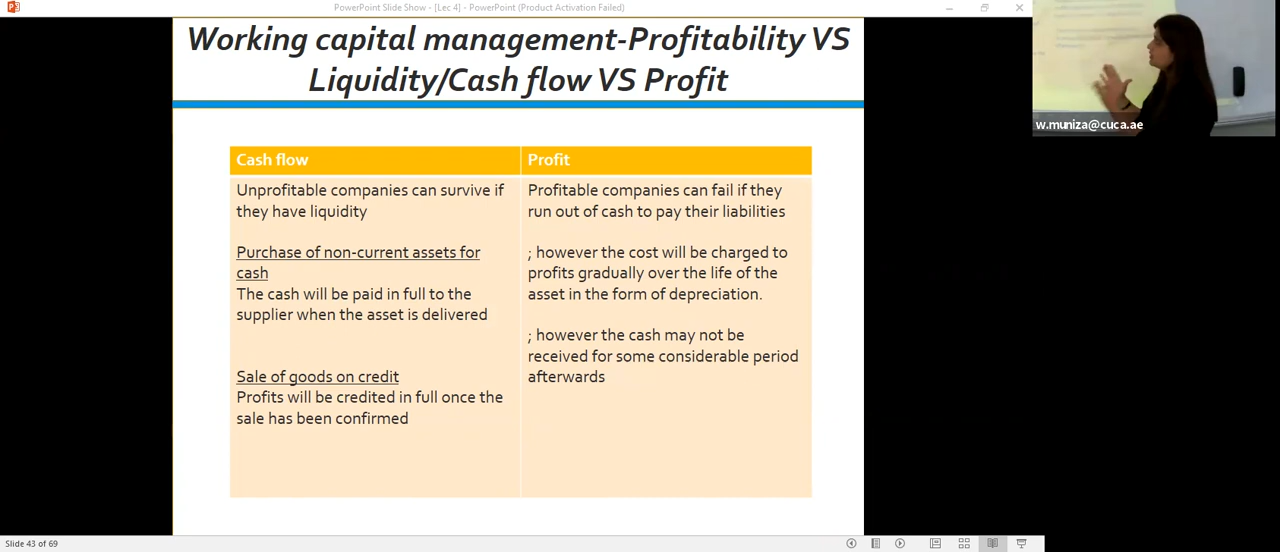 PowerPoint Slide Show - [Lec 4] - PowerPoint (Product Activation Failed)
Working capital management-Profitability VS
Liquidity/Cash flow VS Profit
w.muniza@cuca.ae
Cash flow
Unprofitable companies can survive if
they have liquidity
Purchase of non-current assets for
cash
The cash will be paid in full to the
supplier when the asset is delivered
Sale of goods on credit
Profits will be credited in full once the
sale has been confirmed
Profit
Profitable companies can fail if they
run out of cash to pay their liabilities
; however the cost will be charged to
profits gradually over the life of the
asset in the form of depreciation.
; however the cash may not be
received for some considerable period
afterwards
Slide 43 of 69